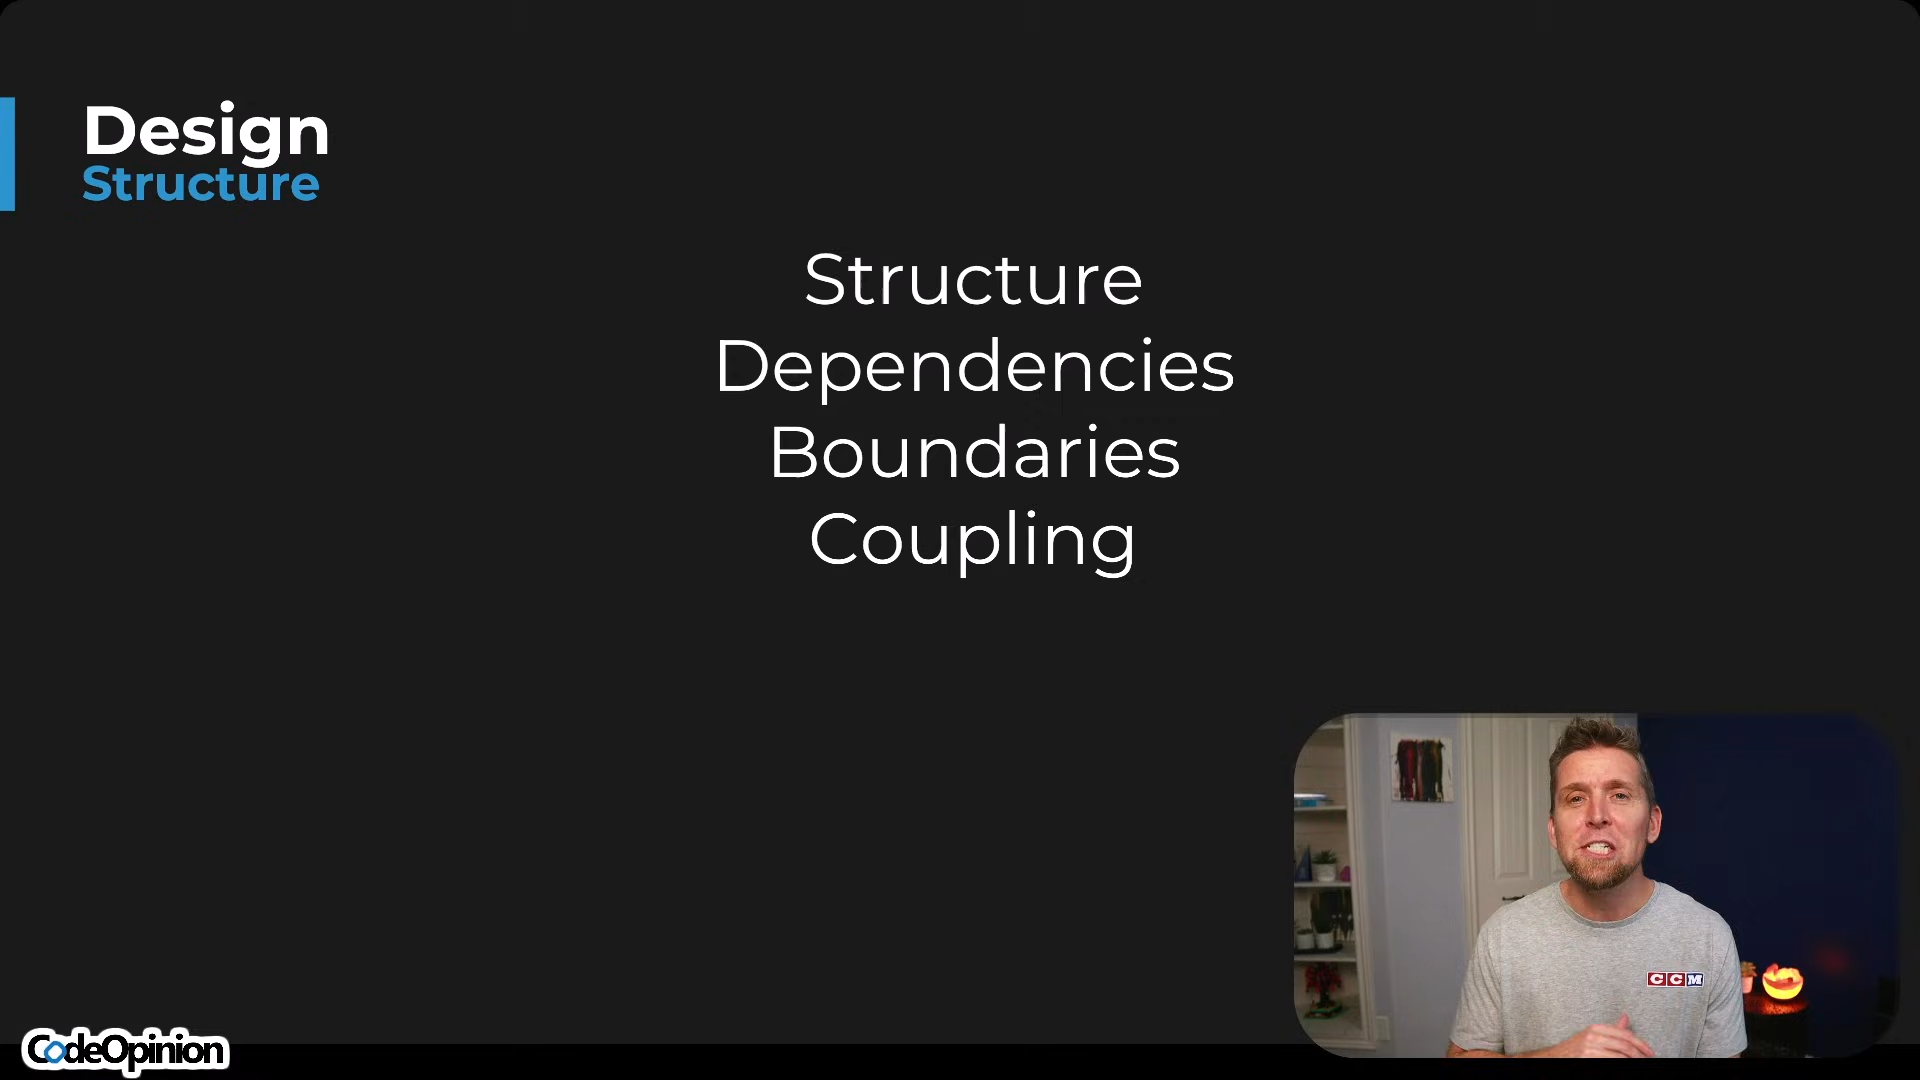 Design
Structure
Structure
Dependencies
Boundaries
Coupling
CCM
CodeOpinion